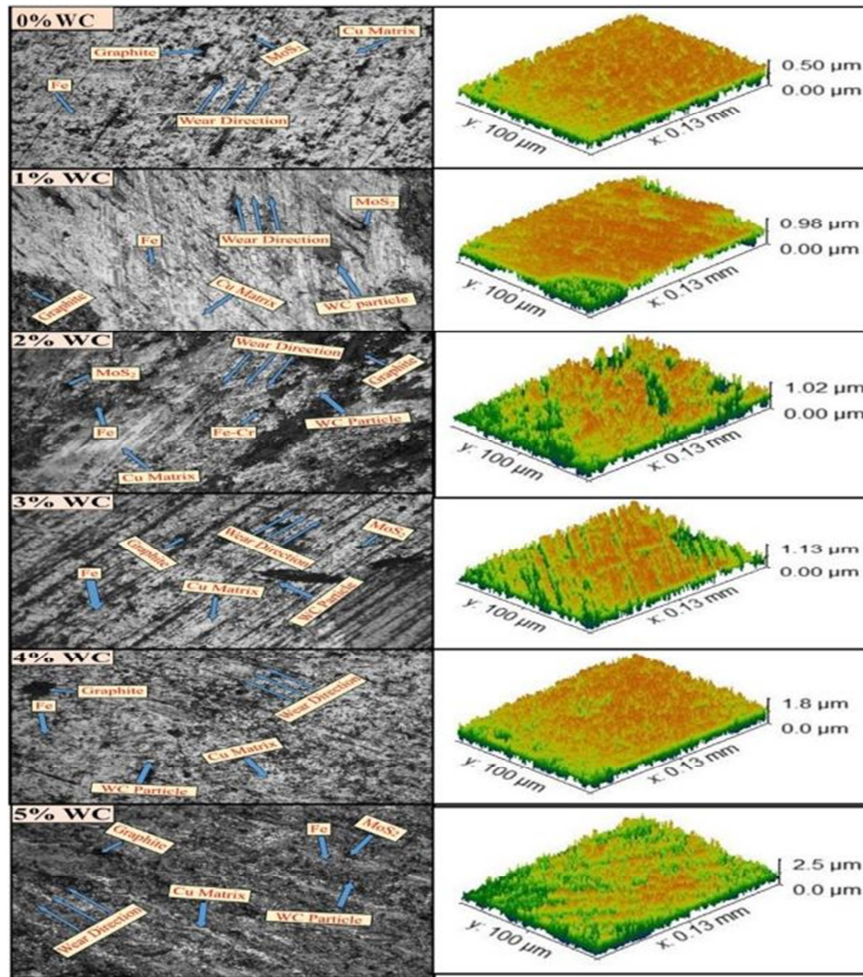 0% WC
Graphite
MoS₂
Cu Matrix
Fe
Wear Direction
0.50 µm
0.00 µm
y: 100 µm
x: 0.13 mm
1% WC
MoS₂
Fe
Wear Direction
Graphite
Cu Matrix
WC particle
0.98 µm
0.00 µm
y: 100 µm
x: 0.13 mm
2% WC
Wear Direction
Graphite
MoS₂
Fe
Fe-Cr
WC Particle
Cu Matrix
1.02 µm
0.00 µm
y: 100 µm
x: 0.13 mm
3% WC
Graphite
Wear Direction
MoS₂
Fe
Cu Matrix
WC Particle
1.13 µm
0.00 µm
y: 100 µm
x: 0.13 mm
4% WC
Graphite
Fe
Wear Direction
Cu Matrix
WC Particle
1.8 µm
0.0 µm
y: 100 µm
x: 0.13 mm
5% WC
Graphite
Fe
MoS₂
Cu Matrix
WC Particle
Wear Direction
2.5 µm
0.0 µm
y: 100 µm
x: 0.13 mm